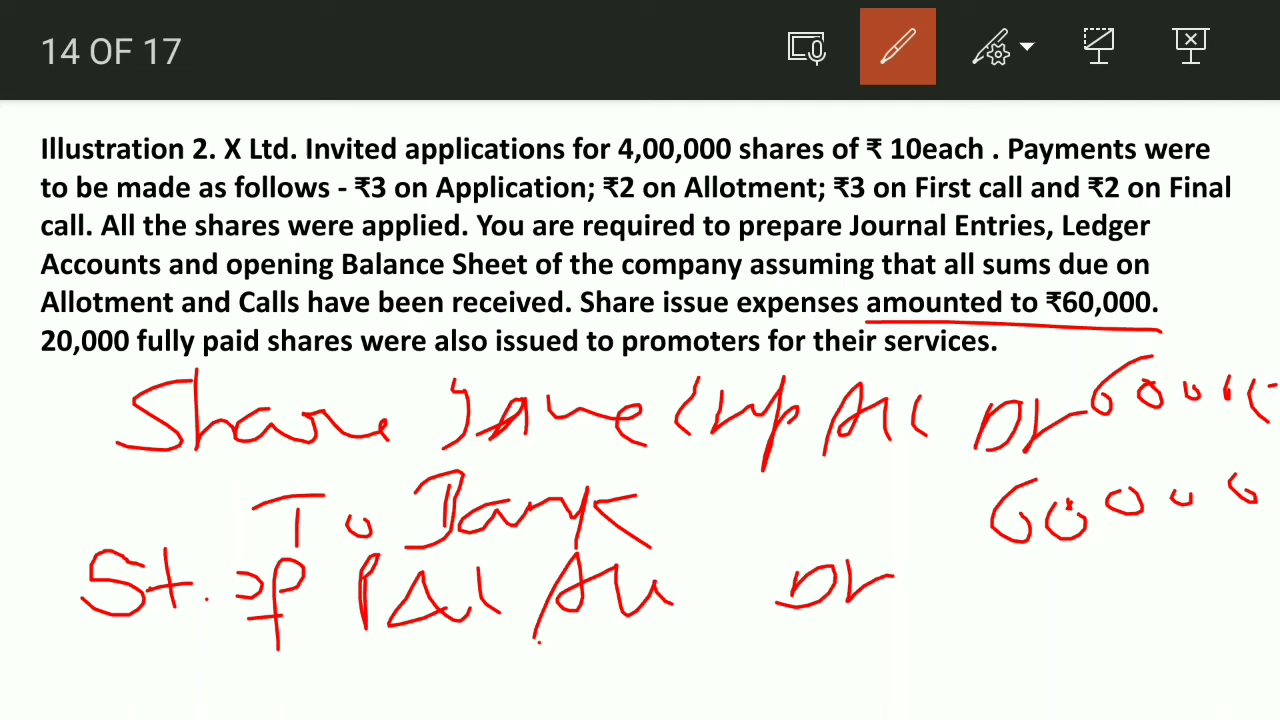 14 OF 17
Illustration 2. X Ltd. Invited applications for 4,00,000 shares of ₹ 10each . Payments were
to be made as follows - ₹3 on Application; ₹2 on Allotment; ₹3 on First call and ₹2 on Final
call. All the shares were applied. You are required to prepare Journal Entries, Ledger
Accounts and opening Balance Sheet of the company assuming that all sums due on
Allotment and Calls have been received. Share issue expenses amounted to ₹60,000.
20,000 fully paid shares were also issued to promoters for their services.
Share Issue Exp A/c Dr 60000
To Bank 60000
St. of P&L A/c Dr